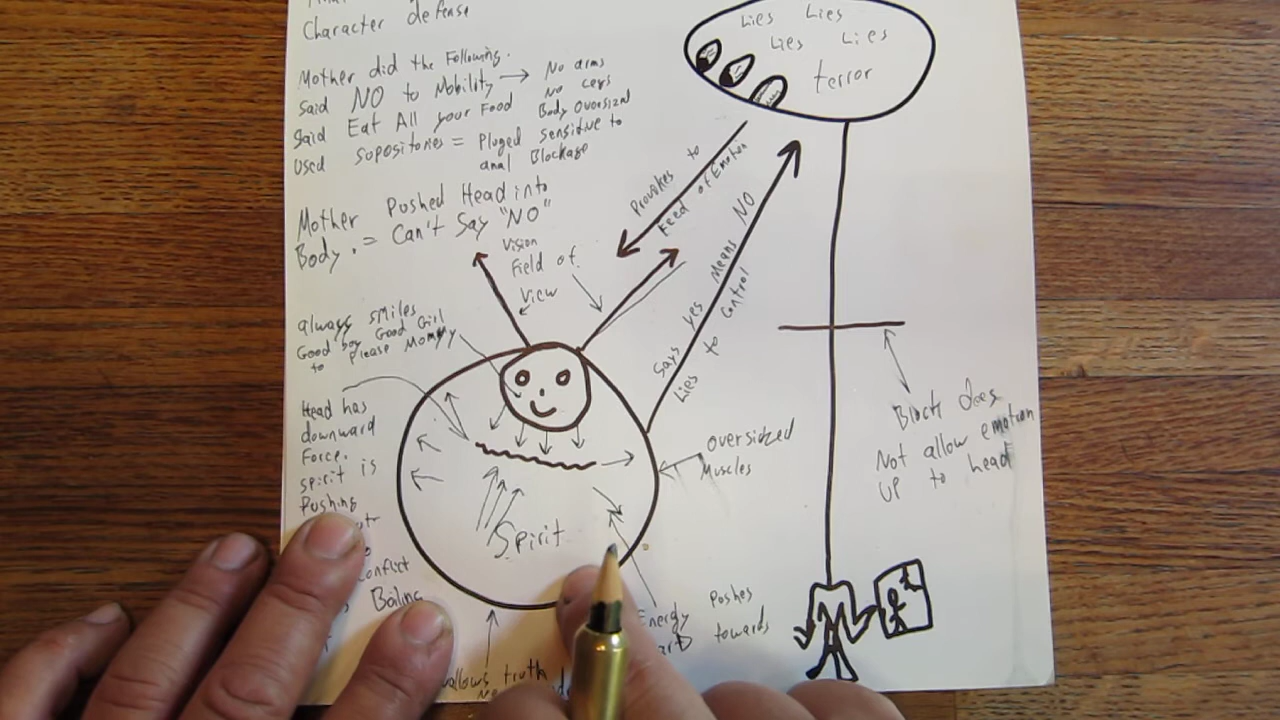 Character defense
Mother did the Following.
Said NO to Mobility → No arms
No legs
Said Eat All your Food Body oversized
Used sopositories = Pluged sensitive to
anal Blockage
Mother Pushed Head into
Body. = Can't Say "NO"
Vision
Field of
View
always smiles
Good boy Good Girl
to Please Mommy
Head has
downward
Force.
spirit is
Pushing
onflict
Boiling
Spirit
Lies Lies
Lies Lies
terror
Provokes to
Feed of Emotion
Says yes Means NO
Lies to Control
oversized
Muscles
Block does
Not allow emotion
UP to head
Energy Poshes
towards
allows truth